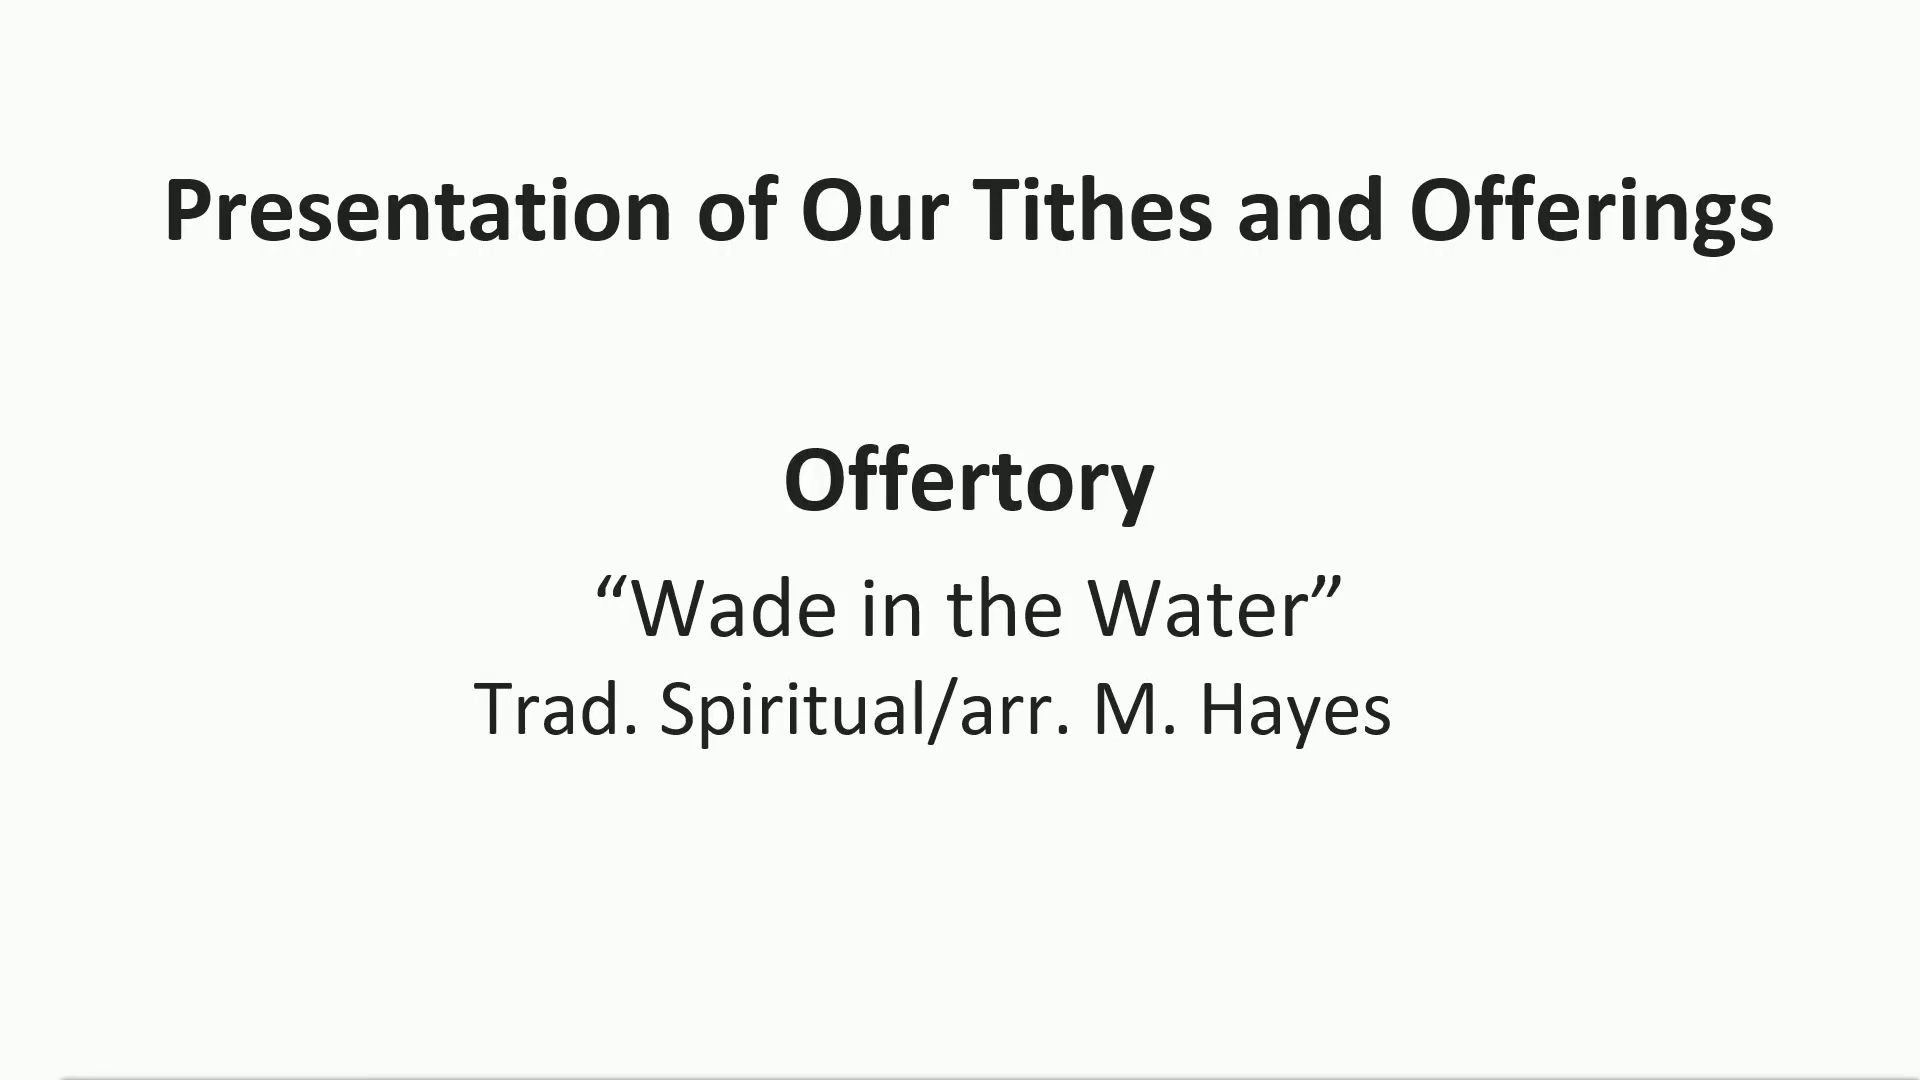 Presentation of Our Tithes and Offerings
Offertory
“Wade in the Water”
Trad. Spiritual/arr. M. Hayes